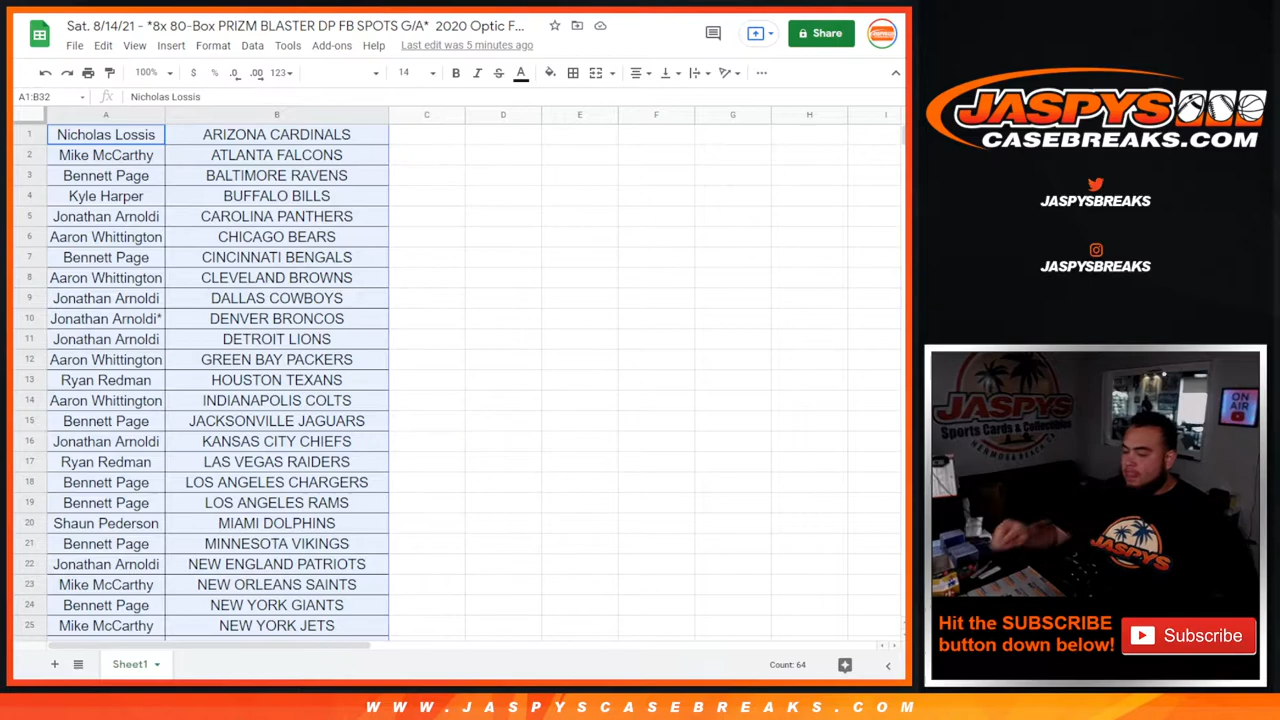 Sat. 8/14/21 - *8x 80-Box PRIZM BLASTER DP FB SPOTS G/A* 2020 Optic F...
Share
File Edit View Insert Format Data Tools Add-ons Help Last edit was 5 minutes ago
100% $ % .0 .00 123 14 B I S A
A1:B32 fx Nicholas Lossis
A B C D E F G H I
1 Nicholas Lossis ARIZONA CARDINALS
2 Mike McCarthy ATLANTA FALCONS
3 Bennett Page BALTIMORE RAVENS
4 Kyle Harper BUFFALO BILLS
5 Jonathan Arnoldi CAROLINA PANTHERS
6 Aaron Whittington CHICAGO BEARS
7 Bennett Page CINCINNATI BENGALS
8 Aaron Whittington CLEVELAND BROWNS
9 Jonathan Arnoldi DALLAS COWBOYS
10 Jonathan Arnoldi* DENVER BRONCOS
11 Jonathan Arnoldi DETROIT LIONS
12 Aaron Whittington GREEN BAY PACKERS
13 Ryan Redman HOUSTON TEXANS
14 Aaron Whittington INDIANAPOLIS COLTS
15 Bennett Page JACKSONVILLE JAGUARS
16 Jonathan Arnoldi KANSAS CITY CHIEFS
17 Ryan Redman LAS VEGAS RAIDERS
18 Bennett Page LOS ANGELES CHARGERS
19 Bennett Page LOS ANGELES RAMS
20 Shaun Pederson MIAMI DOLPHINS
21 Bennett Page MINNESOTA VIKINGS
22 Jonathan Arnoldi NEW ENGLAND PATRIOTS
23 Mike McCarthy NEW ORLEANS SAINTS
24 Bennett Page NEW YORK GIANTS
25 Mike McCarthy NEW YORK JETS
Sheet1
Count: 64
JASPYS
CASEBREAKS.COM
JASPYSBREAKS
JASPYSBREAKS
JASPYS
Sports Cards & Collectibles
HERMOSA BEACH, CA
ON AIR
JASPYS
Hit the SUBSCRIBE
button down below!
Subscribe
WWW.JASPYSCASEBREAKS.COM